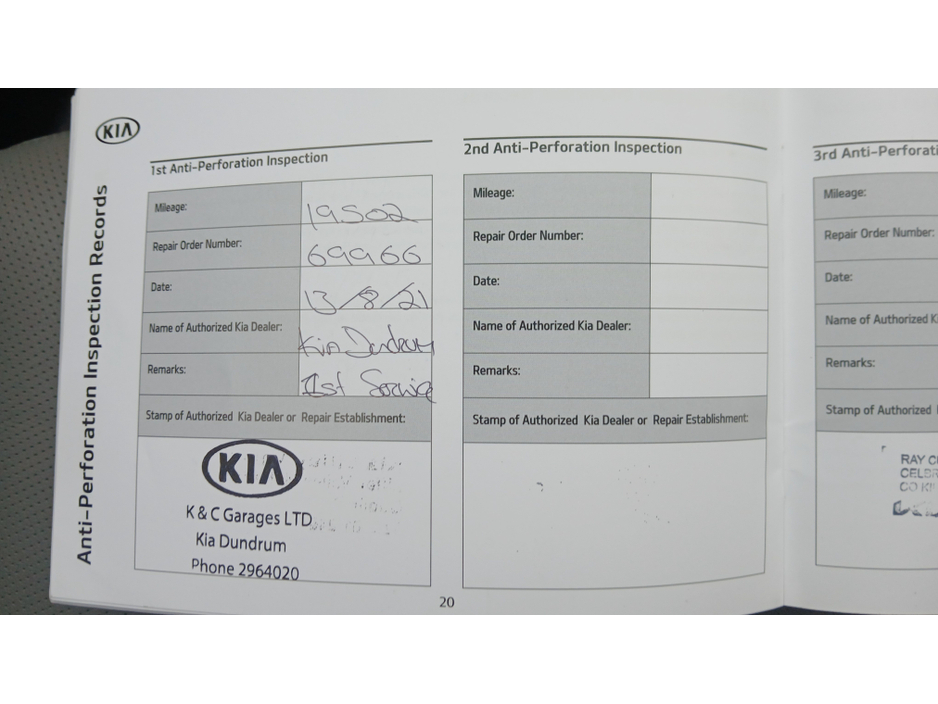 KIA
Anti-Perforation Inspection Records
1st Anti-Perforation Inspection
Mileage: 19502
Repair Order Number: 69966
Date: 13/8/21
Name of Authorized Kia Dealer: Kia Dundrum
Remarks: 1st Service
Stamp of Authorized Kia Dealer or Repair Establishment:
KIA
K & C Garages LTD
Kia Dundrum
Phone 2964020
2nd Anti-Perforation Inspection
Mileage:
Repair Order Number:
Date:
Name of Authorized Kia Dealer:
Remarks:
Stamp of Authorized Kia Dealer or Repair Establishment:
20
3rd Anti-Perforati
Mileage:
Repair Order Number:
Date:
Name of Authorized K
Remarks:
Stamp of Authorized
RAY C
CELBR
CO KI